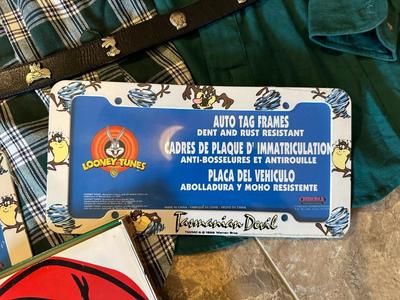 AUTO TAG FRAMES
DENT AND RUST RESISTANT
CADRES DE PLAQUE D' IMMATRICULATION
ANTI-BOSSELURES ET ANTIROUILLE
PLACA DEL VEHICULO
ABOLLADURA Y MOHO RESISTENTE
LOONEY TUNES
Tasmanian Devil